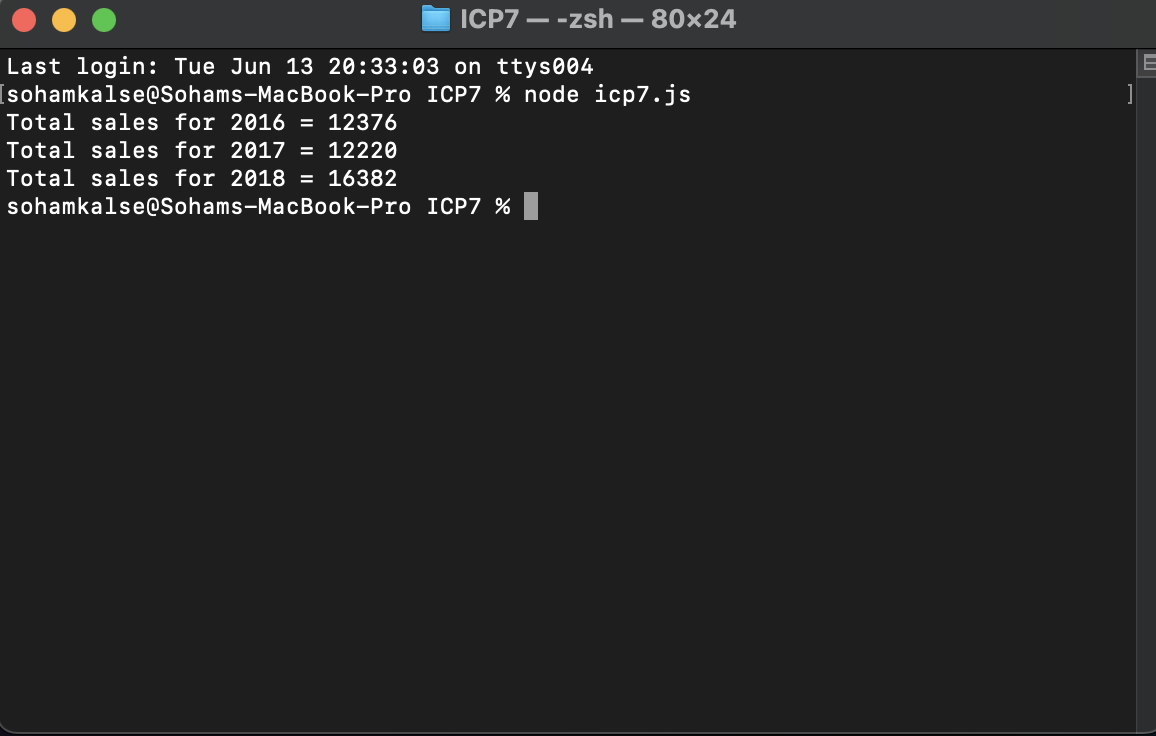 ICP7 — -zsh — 80×24
Last login: Tue Jun 13 20:33:03 on ttys004
[sohamkalse@Sohams-MacBook-Pro ICP7 % node icp7.js ]
Total sales for 2016 = 12376
Total sales for 2017 = 12220
Total sales for 2018 = 16382
sohamkalse@Sohams-MacBook-Pro ICP7 %